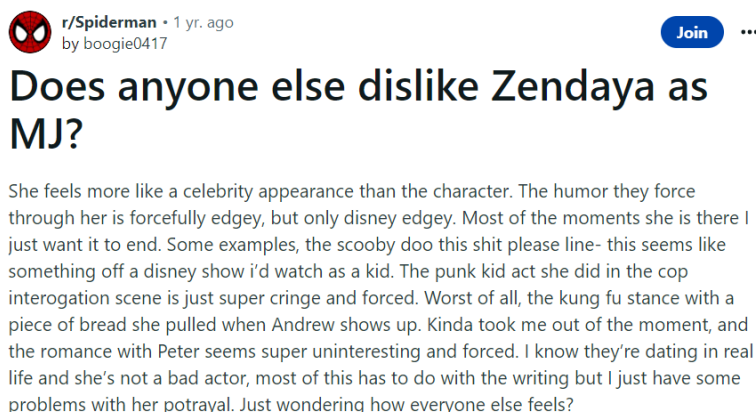 r/Spiderman • 1 yr. ago
by boogie0417
Join
Does anyone else dislike Zendaya as
MJ?
She feels more like a celebrity appearance than the character. The humor they force
through her is forcefully edgey, but only disney edgey. Most of the moments she is there I
just want it to end. Some examples, the scooby doo this shit please line- this seems like
something off a disney show i'd watch as a kid. The punk kid act she did in the cop
interogation scene is just super cringe and forced. Worst of all, the kung fu stance with a
piece of bread she pulled when Andrew shows up. Kinda took me out of the moment, and
the romance with Peter seems super uninteresting and forced. I know they're dating in real
life and she's not a bad actor, most of this has to do with the writing but I just have some
problems with her potrayal. Just wondering how everyone else feels?